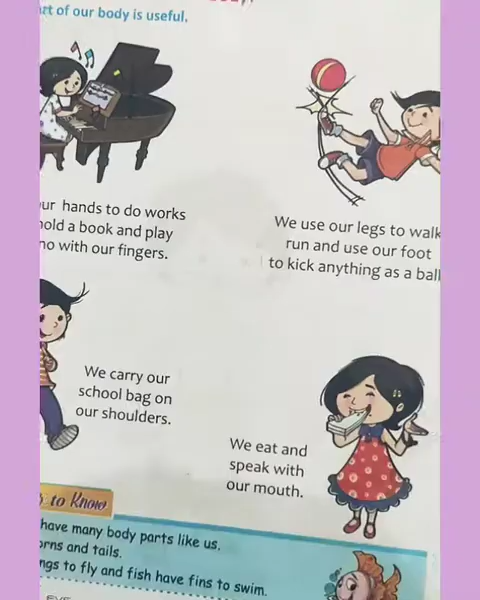 art of our body is useful.
ur hands to do works
hold a book and play
no with our fingers.
We use our legs to walk
run and use our foot
to kick anything as a ball
We carry our
school bag on
our shoulders.
We eat and
speak with
our mouth.
to Know
have many body parts like us.
orns and tails.
ngs to fly and fish have fins to swim.